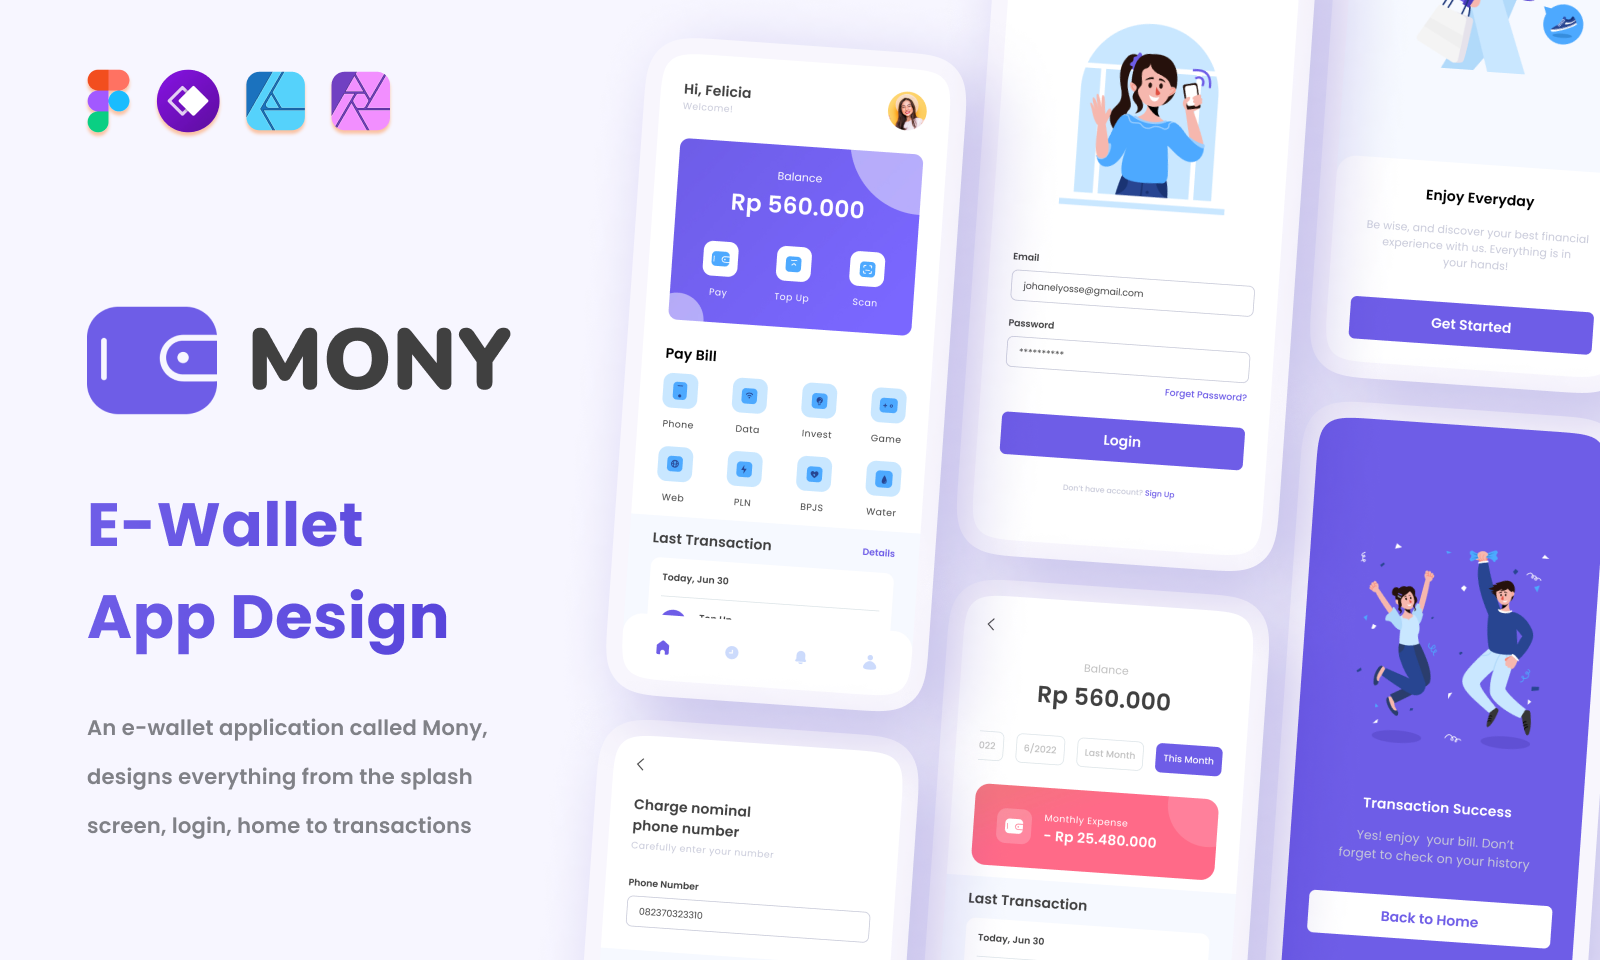 MONY
E-Wallet
App Design
An e-wallet application called Mony,
designs everything from the splash
screen, login, home to transactions
Hi, Felicia
Welcome!
Balance
Rp 560.000
Pay
Top Up
Scan
Pay Bill
Phone
Data
Invest
Game
Web
PLN
BPJS
Water
Last Transaction
Details
Today, Jun 30
Top Up
Charge nominal
phone number
Carefully enter your number
Phone Number
082370323310
Email
johanelyosse@gmail.com
Password
**********
Forget Password?
Login
Don't have account? Sign Up
Balance
Rp 560.000
022
6/2022
Last Month
This Month
Monthly Expense
- Rp 25.480.000
Last Transaction
Today, Jun 30
Enjoy Everyday
Be wise, and discover your best financial
experience with us. Everything is in
your hands!
Get Started
Transaction Success
Yes! enjoy  your bill. Don't
forget to check on your history
Back to Home